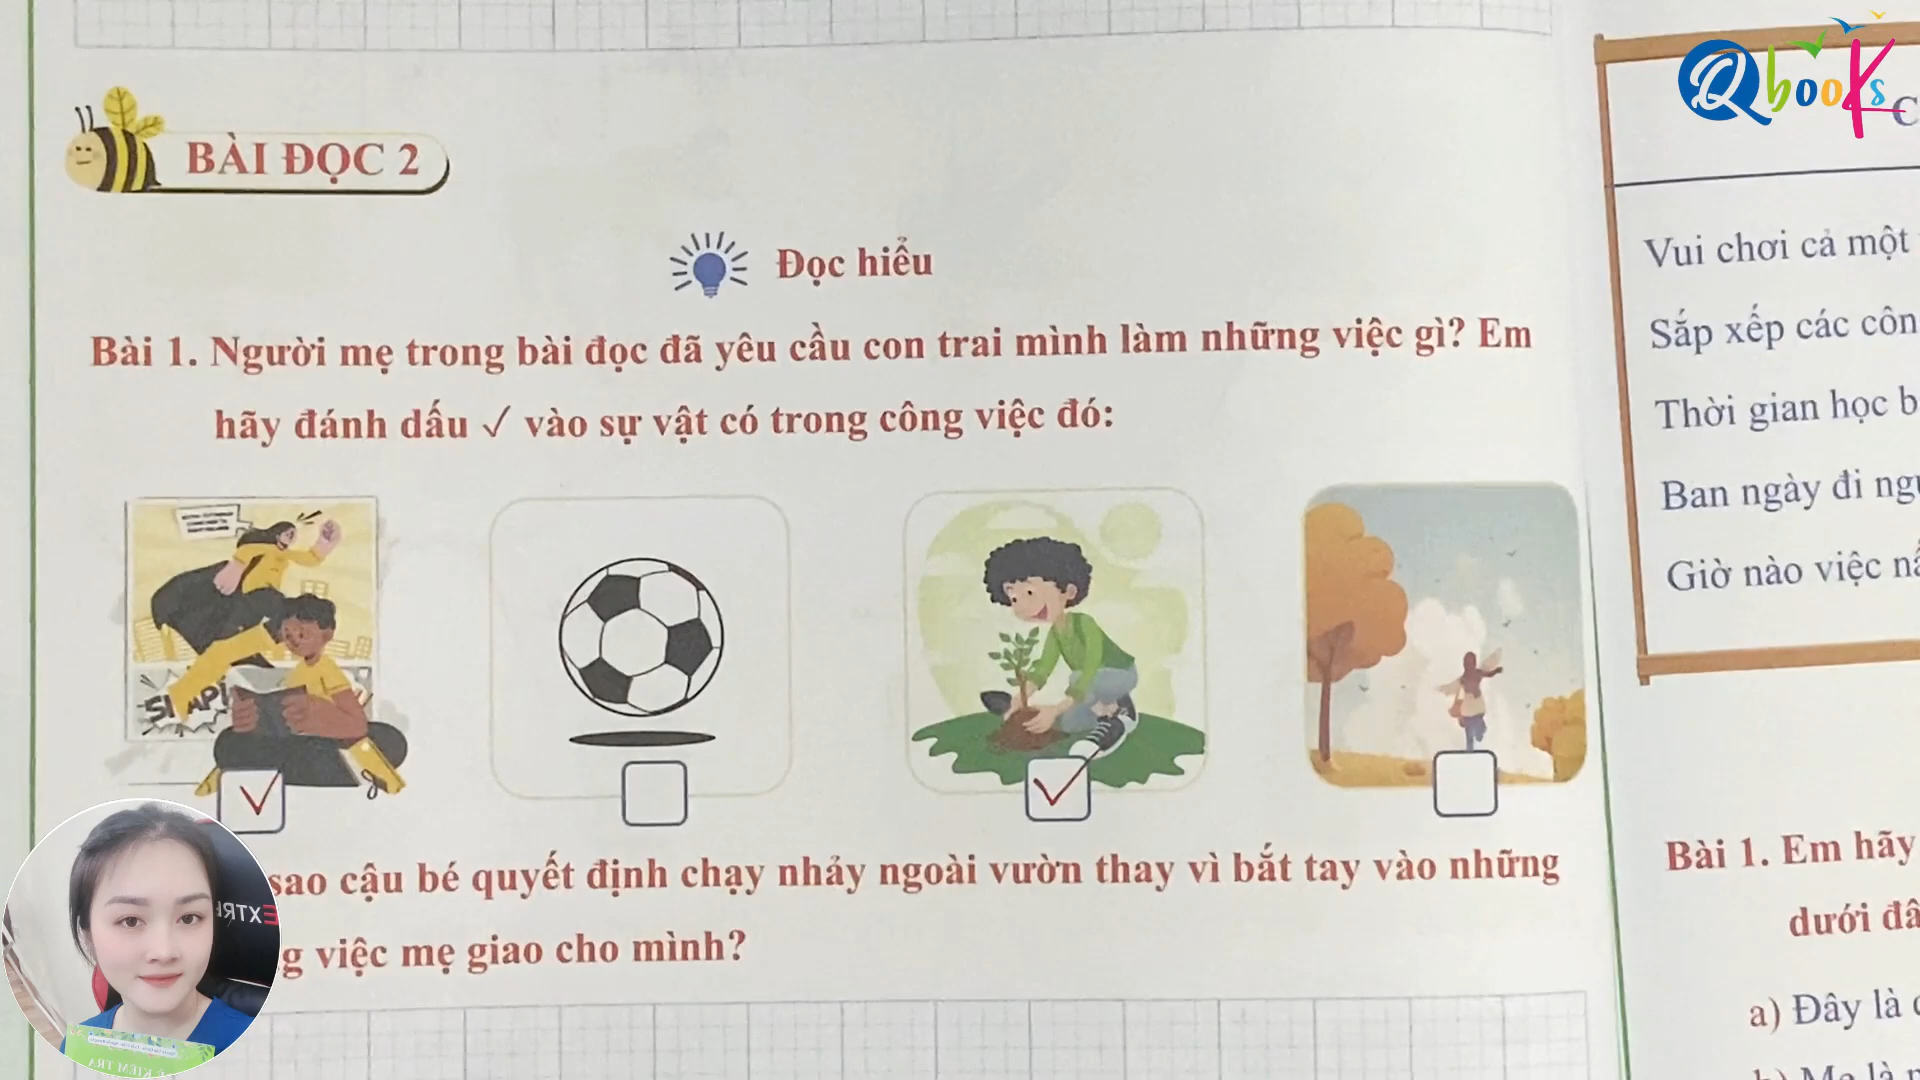 Qbooks
BÀI ĐỌC 2
Đọc hiểu
Bài 1. Người mẹ trong bài đọc đã yêu cầu con trai mình làm những việc gì? Em
hãy đánh dấu ✓ vào sự vật có trong công việc đó:
sao cậu bé quyết định chạy nhảy ngoài vườn thay vì bắt tay vào những
việc mẹ giao cho mình?
Vui chơi cả một
Sắp xếp các
Thời gian học
Ban ngày đi
Giờ nào việc
Bài 1. Em hãy
dưới
a) Đây là